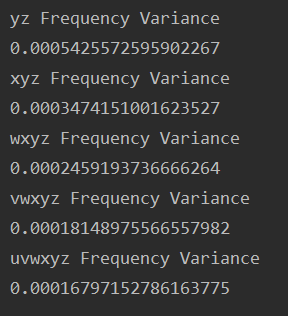 yz Frequency Variance
0.0005425572595902267
xyz Frequency Variance
0.0003474151001623527
wxyz Frequency Variance
0.0002459193736666264
vwxyz Frequency Variance
0.00018148975566557982
uvwxyz Frequency Variance
0.00016797152786163775